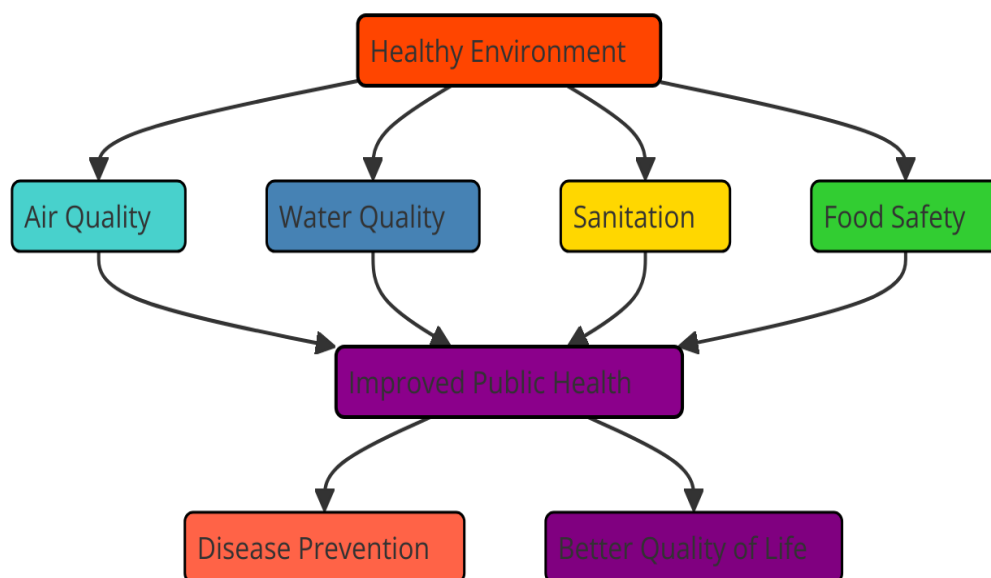 Healthy Environment
Air Quality
Water Quality
Sanitation
Food Safety
Improved Public Health
Disease Prevention
Better Quality of Life